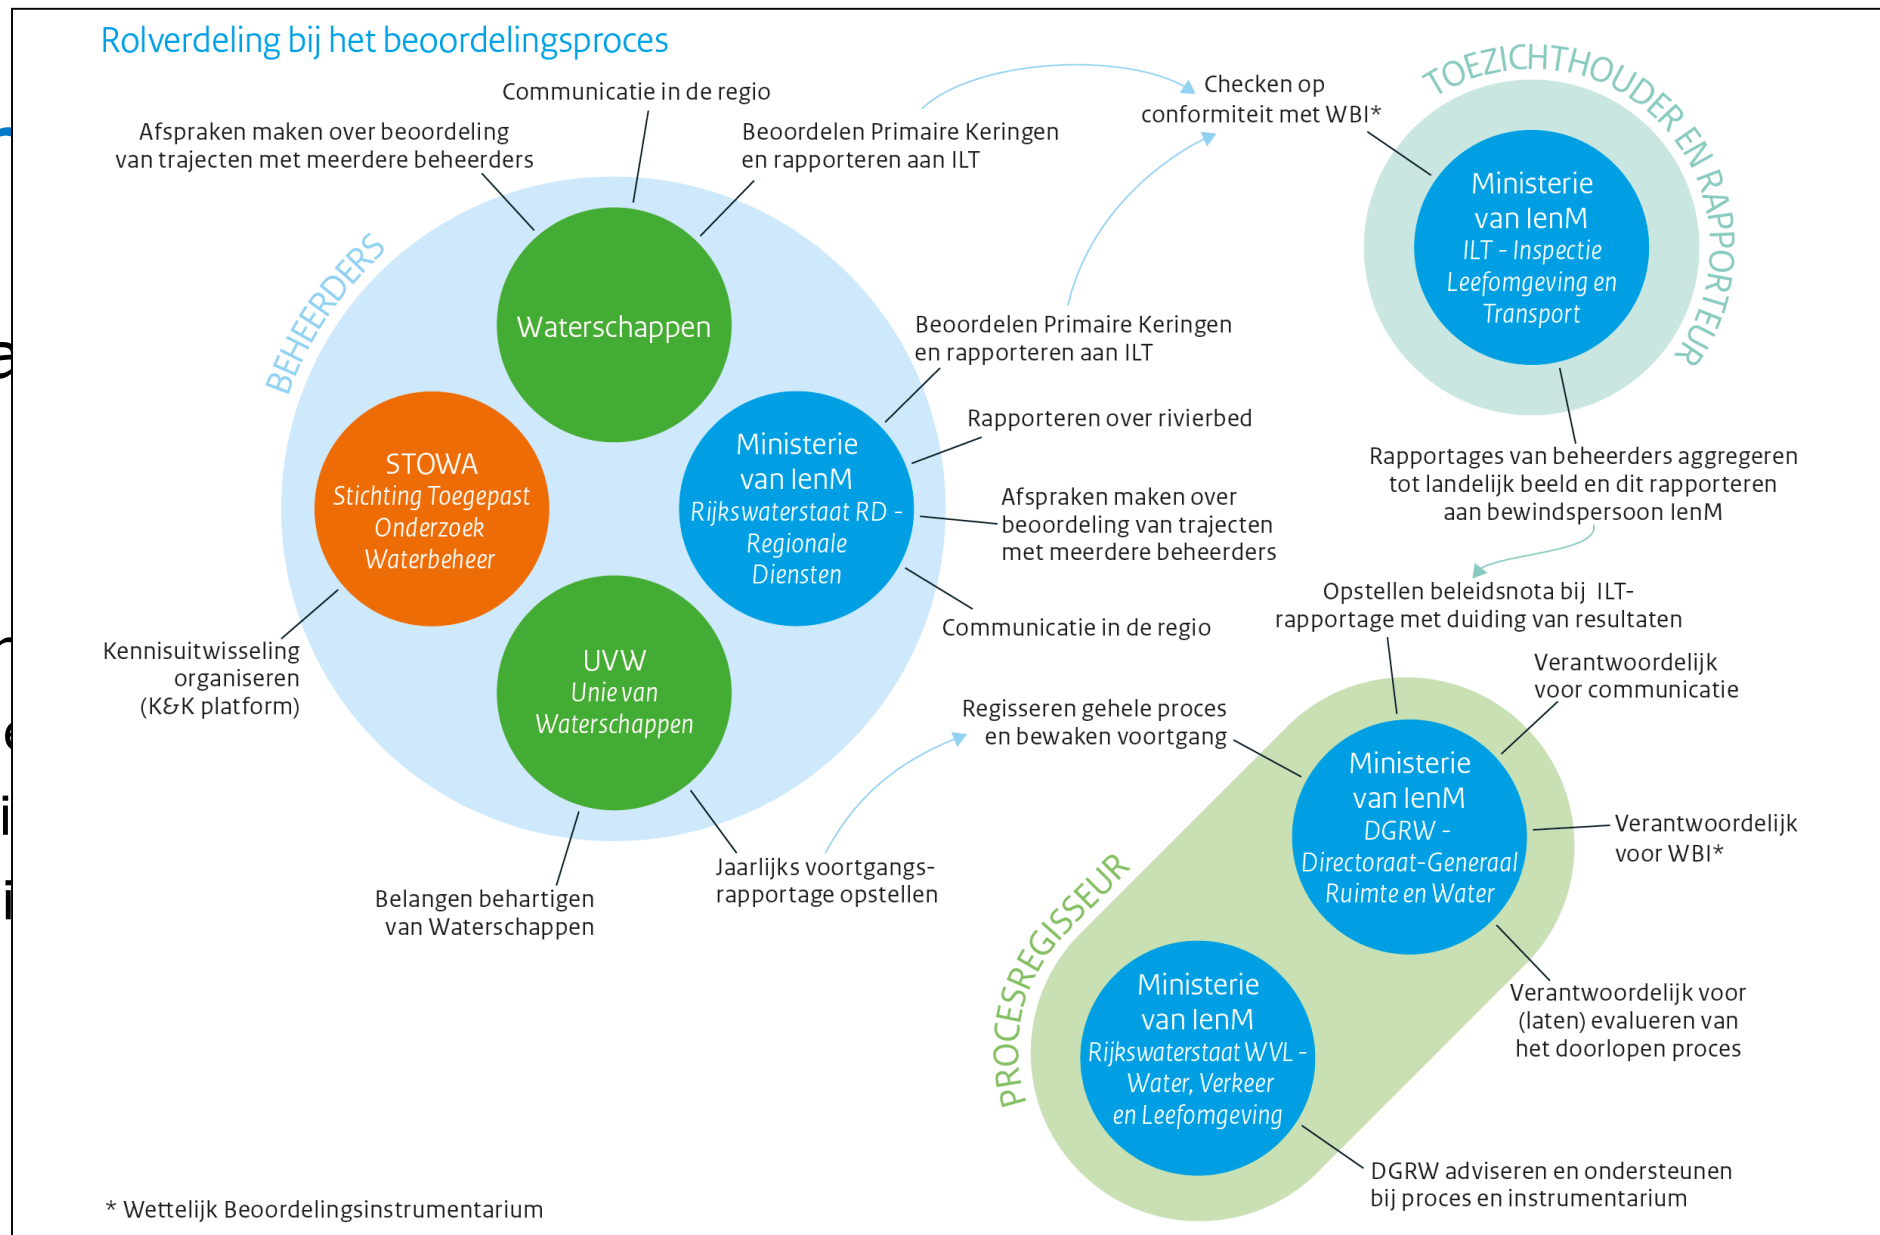 Rolverdeling bij het beoordelingsproces
Communicatie in de regio
Afspraken maken over beoordeling
van trajecten met meerdere beheerders
Beoordelen Primaire Keringen
en rapporteren aan ILT
Checken op
conformiteit met WBI*
TOEZICHTHOUDER EN RAPPORTEUR
Ministerie
van IenM
ILT - Inspectie
Leefomgeving en
Transport
BEHEERDERS
Waterschappen
Beoordelen Primaire Keringen
en rapporteren aan ILT
Rapporteren over rivierbed
STOWA
Stichting Toegepast
Onderzoek
Waterbeheer
Ministerie
van IenM
Rijkswaterstaat RD -
Regionale
Diensten
Afspraken maken over
beoordeling van trajecten
met meerdere beheerders
Communicatie in de regio
Rapportages van beheerders aggregeren
tot landelijk beeld en dit rapporteren
aan bewindspersoon IenM
Opstellen beleidsnota bij ILT-
rapportage met duiding van resultaten
Kennisuitwisseling
organiseren
(K&K platform)
UVW
Unie van
Waterschappen
Verantwoordelijk
voor communicatie
Regisseren gehele proces
en bewaken voortgang
Ministerie
van IenM
DGRW -
Directoraat-Generaal
Ruimte en Water
Verantwoordelijk
voor WBI*
Jaarlijks voortgangs-
rapportage opstellen
Belangen behartigen
van Waterschappen
PROCESREGISSEUR
Ministerie
van IenM
Rijkswaterstaat WVL -
Water, Verkeer
en Leefomgeving
Verantwoordelijk voor
(laten) evalueren van
het doorlopen proces
DGRW adviseren en ondersteunen
bij proces en instrumentarium
* Wettelijk Beoordelingsinstrumentarium